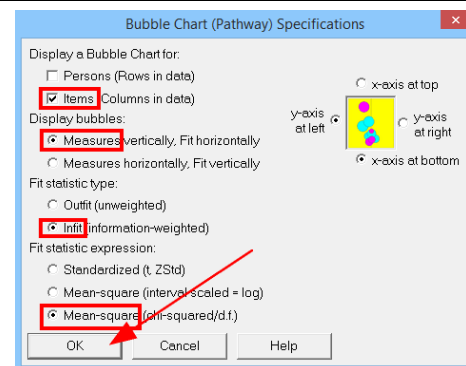 Bubble Chart (Pathway) Specifications
Display a Bubble Chart for:
Persons (Rows in data)
Items (Columns in data)
Display bubbles:
Measures vertically, Fit horizontally
Measures horizontally, Fit vertically
Fit statistic type:
Outfit (unweighted)
Infit (information-weighted)
Fit statistic expression:
Standardized (t, ZStd)
Mean-square (interval-scaled = log)
Mean-square (chi-squared/d.f.)
x-axis at top
y-axis
at left
y-axis
at right
x-axis at bottom
OK Cancel Help